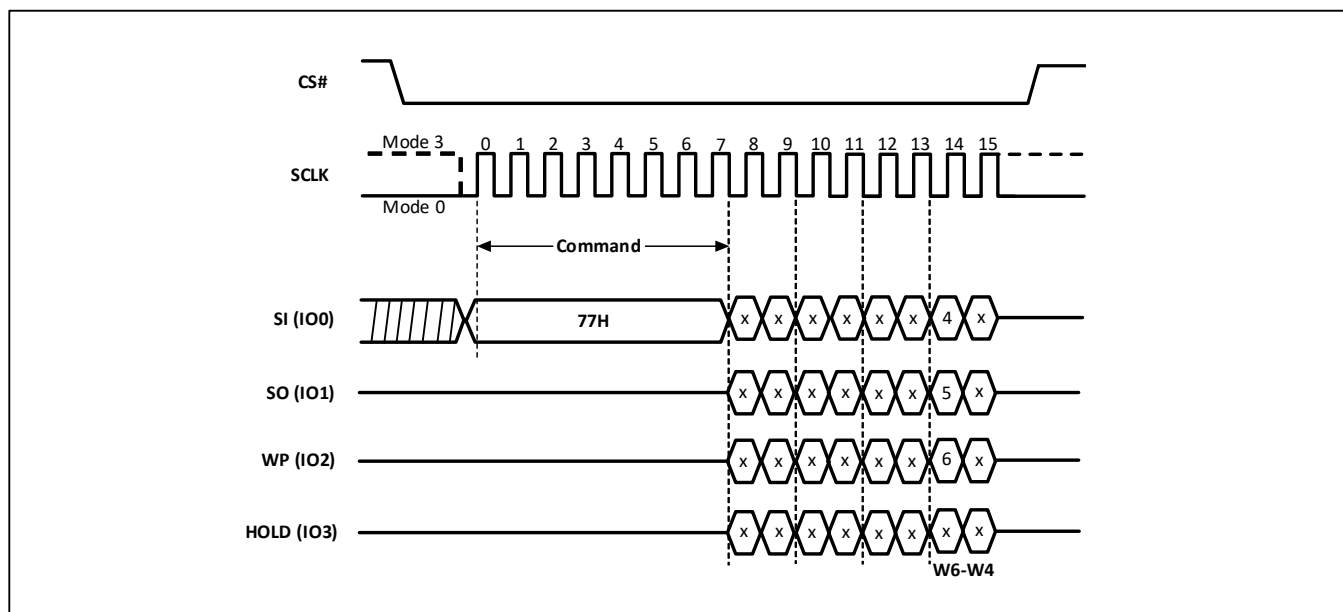 CS#
Mode 3
0 1 2 3 4 5 6 7 8 9 10 11 12 13 14 15
SCLK
Mode 0
Command
SI (IO0) 77H x x x x x x 4 x
SO (IO1) x x x x x x 5 x
WP (IO2) x x x x x x 6 x
HOLD (IO3) x x x x x x x x
W6-W4